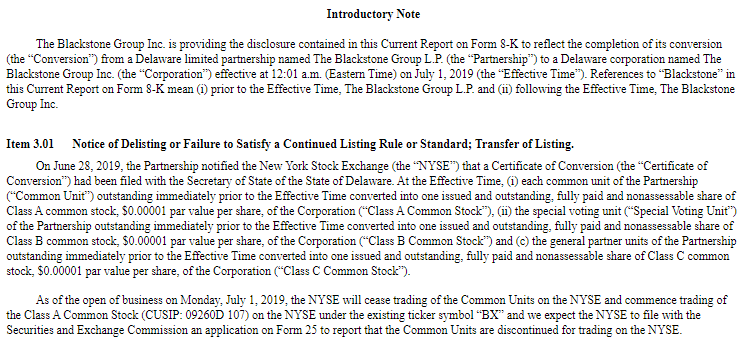 Introductory Note
The Blackstone Group Inc. is providing the disclosure contained in this Current Report on Form 8-K to reflect the completion of its conversion
(the “Conversion”) from a Delaware limited partnership named The Blackstone Group L.P. (the “Partnership”) to a Delaware corporation named The
Blackstone Group Inc. (the “Corporation”) effective at 12:01 a.m. (Eastern Time) on July 1, 2019 (the “Effective Time”). References to “Blackstone” in
this Current Report on Form 8-K mean (i) prior to the Effective Time, The Blackstone Group L.P. and (ii) following the Effective Time, The Blackstone
Group Inc.
Item 3.01 Notice of Delisting or Failure to Satisfy a Continued Listing Rule or Standard; Transfer of Listing.
On June 28, 2019, the Partnership notified the New York Stock Exchange (the “NYSE”) that a Certificate of Conversion (the “Certificate of
Conversion”) had been filed with the Secretary of State of the State of Delaware. At the Effective Time, (i) each common unit of the Partnership
(“Common Unit”) outstanding immediately prior to the Effective Time converted into one issued and outstanding, fully paid and nonassessable share of
Class A common stock, $0.00001 par value per share, of the Corporation (“Class A Common Stock”), (ii) the special voting unit (“Special Voting Unit”)
of the Partnership outstanding immediately prior to the Effective Time converted into one issued and outstanding, fully paid and nonassessable share of
Class B common stock, $0.00001 par value per share, of the Corporation (“Class B Common Stock”) and (c) the general partner units of the Partnership
outstanding immediately prior to the Effective Time converted into one issued and outstanding, fully paid and nonassessable share of Class C common
stock, $0.00001 par value per share, of the Corporation (“Class C Common Stock”).
As of the open of business on Monday, July 1, 2019, the NYSE will cease trading of the Common Units on the NYSE and commence trading of
the Class A Common Stock (CUSIP: 09260D 107) on the NYSE under the existing ticker symbol “BX” and we expect the NYSE to file with the
Securities and Exchange Commission an application on Form 25 to report that the Common Units are discontinued for trading on the NYSE.